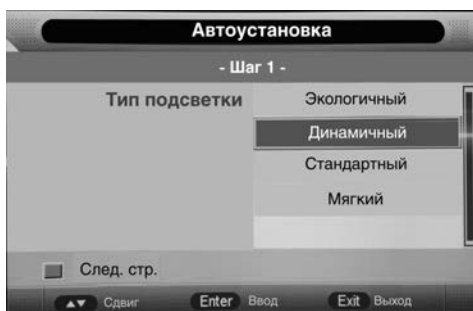 Автоустановка
- Шаг 1 -
Тип подсветки Экологичный
Динамичный
Стандартный
Мягкий
След. стр.
▲▼ Сдвиг Enter Ввод Exit Выход